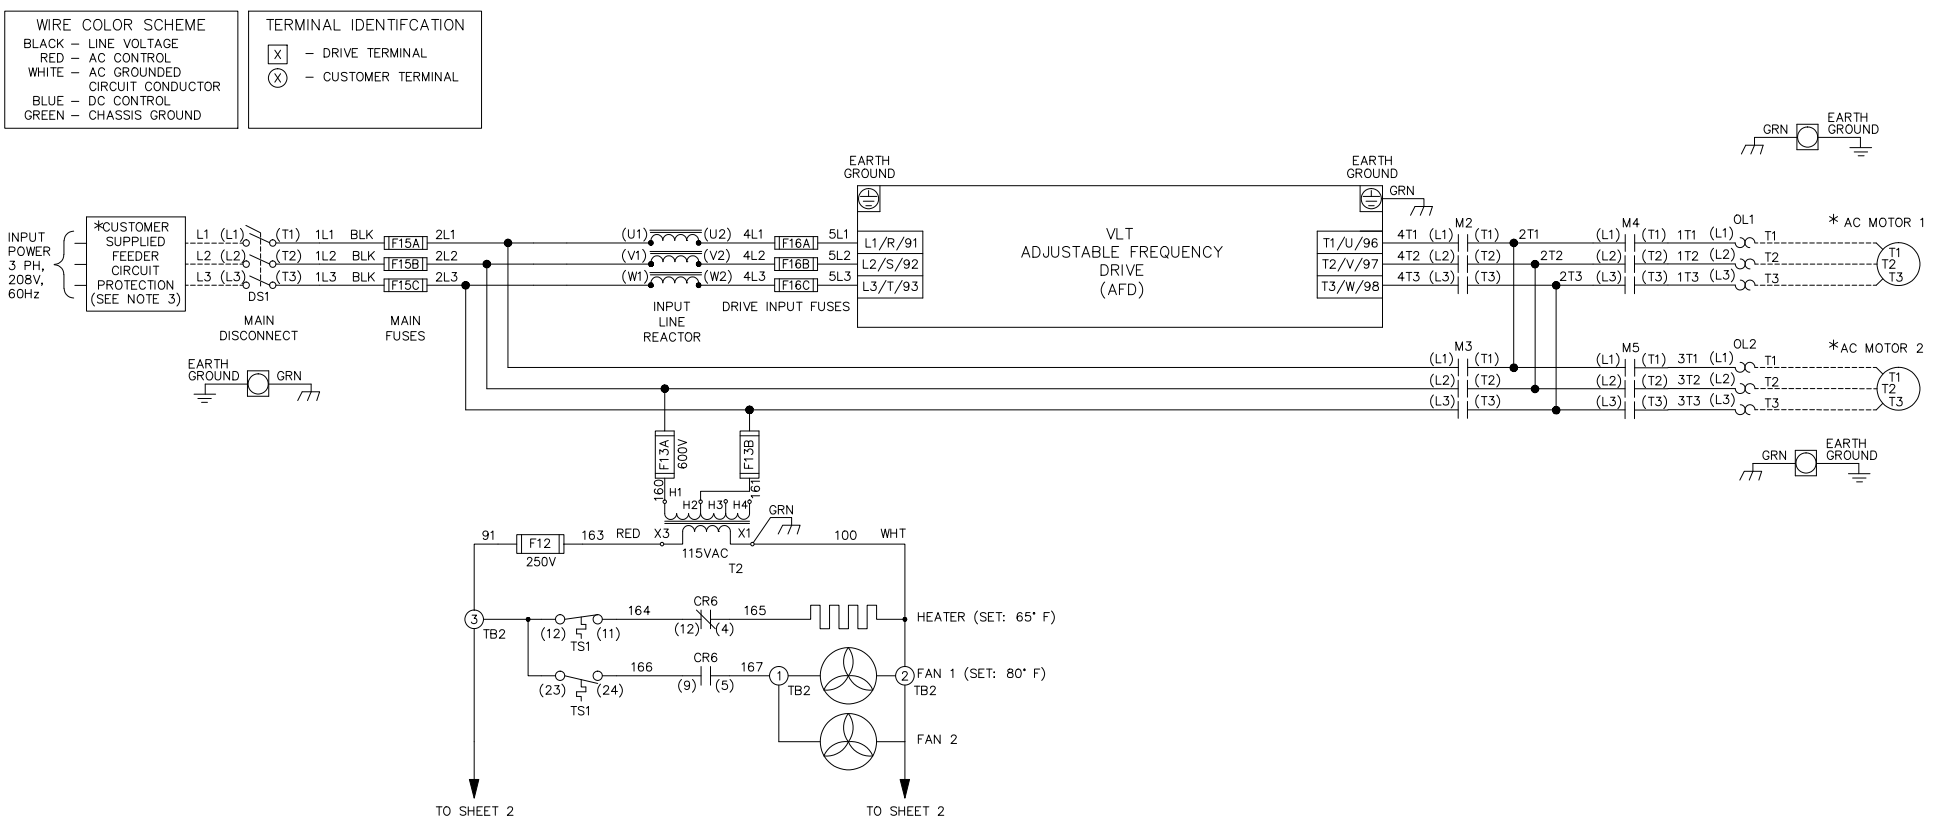 WIRE COLOR SCHEME
BLACK – LINE VOLTAGE
RED – AC CONTROL
WHITE – AC GROUNDED
CIRCUIT CONDUCTOR
BLUE – DC CONTROL
GREEN – CHASSIS GROUND
TERMINAL IDENTIFCATION
X – DRIVE TERMINAL
X – CUSTOMER TERMINAL
INPUT
POWER
3 PH,
208V,
60Hz
*CUSTOMER
SUPPLIED
FEEDER
CIRCUIT
PROTECTION
(SEE NOTE 3)
L1 (L1) (T1) 1L1 BLK F15A 2L1
L2 (L2) (T2) 1L2 BLK F15B 2L2
L3 (L3) (T3) 1L3 BLK F15C 2L3
DS1
MAIN
DISCONNECT
MAIN
FUSES
EARTH
GROUND GRN
(U1) (U2) 4L1 F16A 5L1
(V1) (V2) 4L2 F16B 5L2
(W1) (W2) 4L3 F16C 5L3
INPUT
LINE
REACTOR
DRIVE INPUT FUSES
EARTH
GROUND
L1/R/91
L2/S/92
L3/T/93
VLT
ADJUSTABLE FREQUENCY
DRIVE
(AFD)
EARTH
GROUND
GRN
T1/U/96
T2/V/97
T3/W/98
M2
4T1 (L1) (T1) 2T1
4T2 (L2) (T2) 2T2
4T3 (L3) (T3) 2T3
M4
(L1) (T1) 1T1 (L1) T1
(L2) (T2) 1T2 (L2) T2
(L3) (T3) 1T3 (L3) T3
OL1
* AC MOTOR 1
T1
T2
T3
GRN
EARTH
GROUND
M3
(L1) (T1)
(L2) (T2)
(L3) (T3)
M5
(L1) (T1) 3T1 (L1) T1
(L2) (T2) 3T2 (L2) T2
(L3) (T3) 3T3 (L3) T3
OL2
*AC MOTOR 2
T1
T2
T3
GRN
EARTH
GROUND
F13A
600V
F13B
160
161
H1
H2 H3 H4
GRN
91 F12 163 RED X3 X1 100 WHT
250V
115VAC
T2
3
TB2
(12) (11)
TS1
164
CR6
(12) (4)
165
HEATER (SET: 65° F)
(23) (24)
TS1
166
CR6
(9) (5)
167
1
TB2
2
TB2
FAN 1 (SET: 80° F)
FAN 2
TO SHEET 2
TO SHEET 2